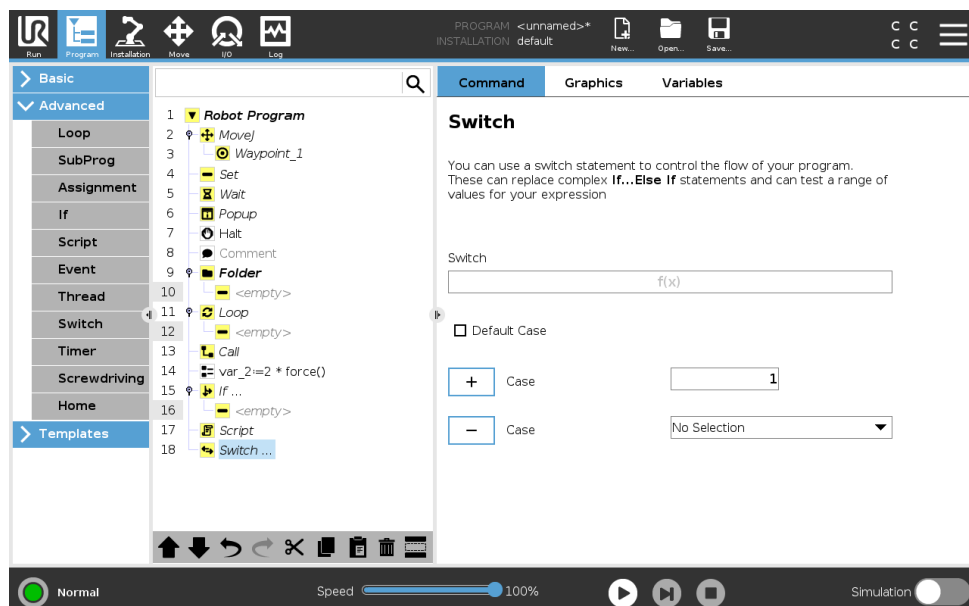 PROGRAM <unnamed>*
INSTALLATION default
Run Program Installation Move I/O Log New... Open... Save...
C C
C C
Basic
Advanced
Loop
SubProg
Assignment
If
Script
Event
Thread
Switch
Timer
Screwdriving
Home
Templates
1 Robot Program
2 MoveJ
3 Waypoint_1
4 Set
5 Wait
6 Popup
7 Halt
8 Comment
9 Folder
10 <empty>
11 Loop
12 <empty>
13 Call
14 var_2:=2 * force()
15 If ...
16 <empty>
17 Script
18 Switch ...
Command Graphics Variables
Switch
You can use a switch statement to control the flow of your program.
These can replace complex If...Else If statements and can test a range of
values for your expression
Switch
f(x)
Default Case
+ Case 1
− Case No Selection
Normal Speed 100% Simulation